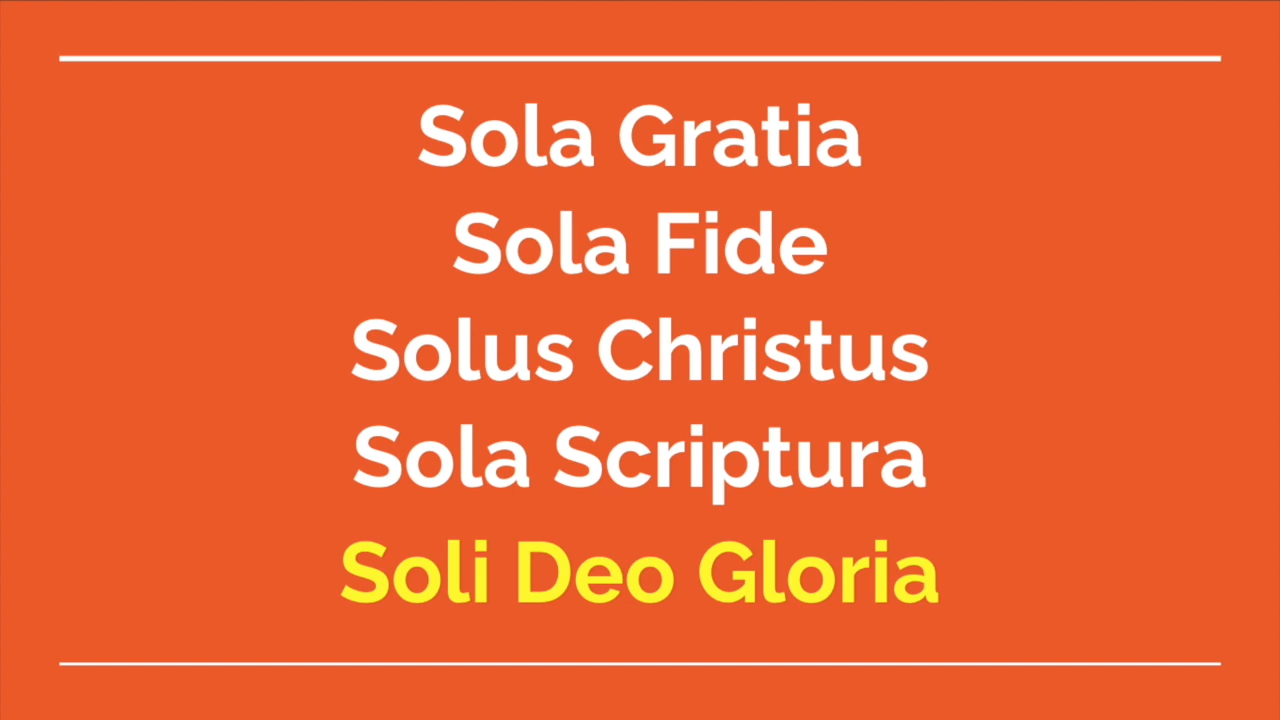 Sola Gratia
Sola Fide
Solus Christus
Sola Scriptura
Soli Deo Gloria